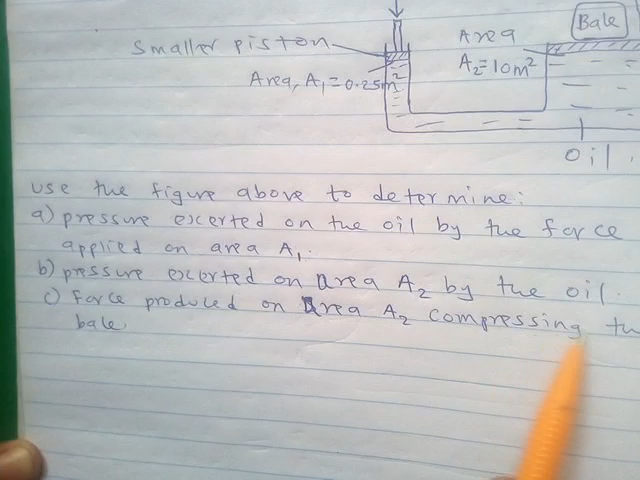 Bale
Area
Smaller piston
A₂=10m²
Area, A₁=0.25m²
Oil.
Use the figure above to determine:
a) pressure excerted on the oil by the force
applied on area A₁.
b) pressure excerted on area A₂ by the oil.
c) force produced on area A₂ compressing
bale.